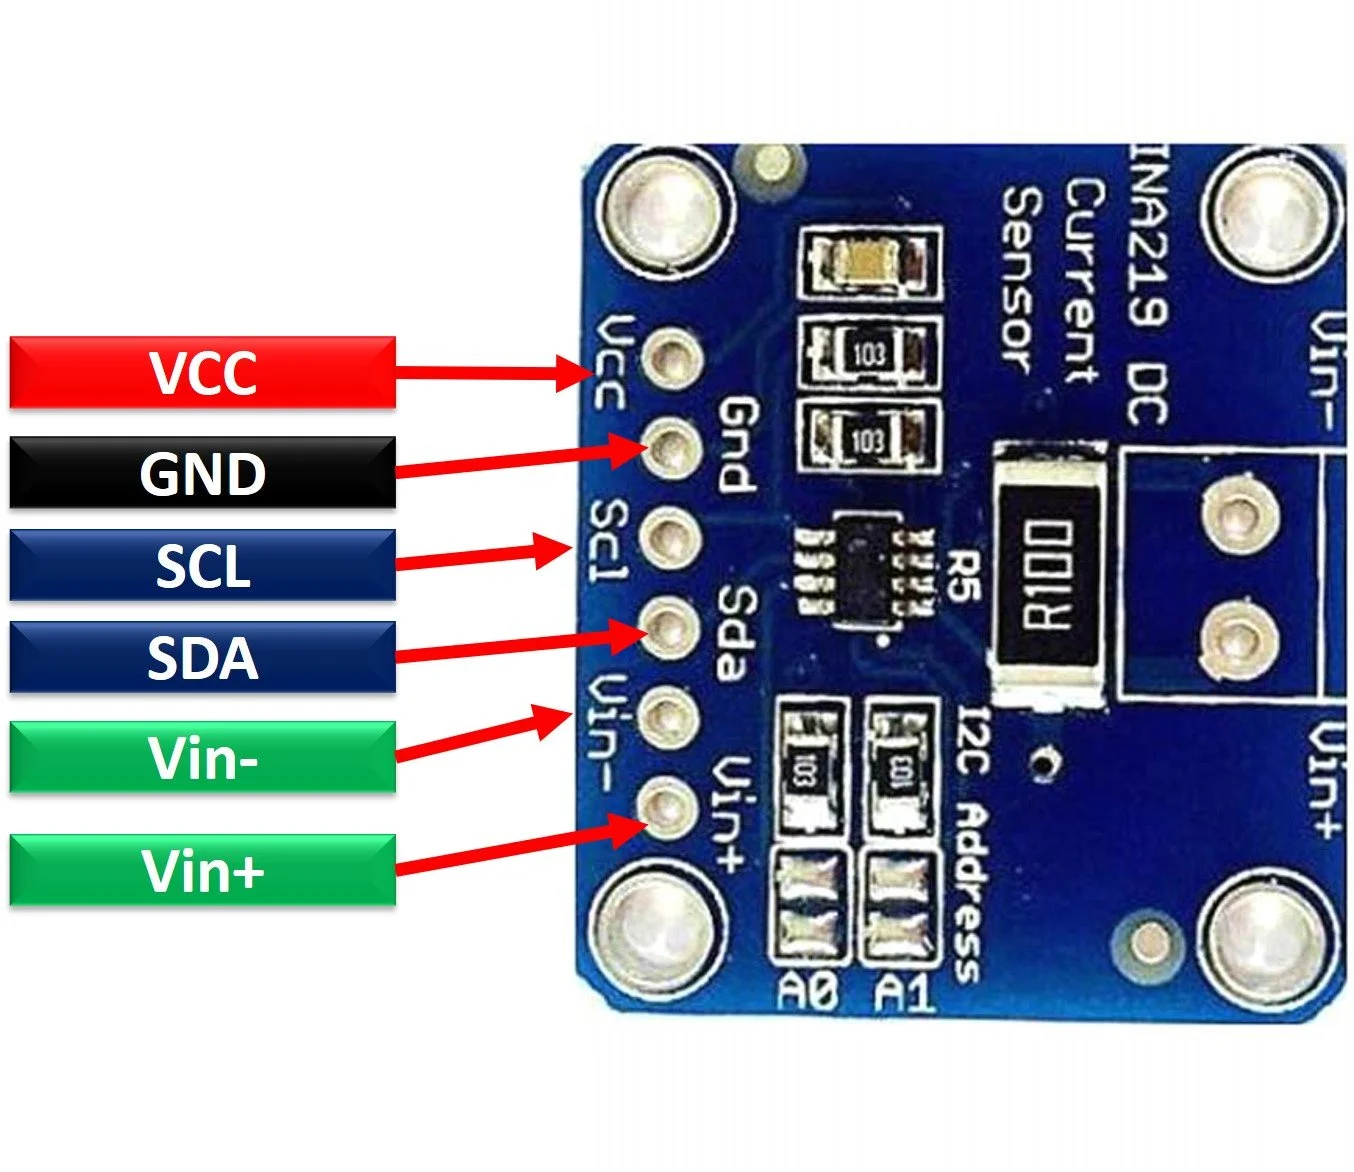 VCC
GND
SCL
SDA
Vin-
Vin+
Vcc
Gnd
Scl
Sda
Vin-
Vin+
103
103
R5
103
103
A0
A1
I2C Address
INA219 DC
Current
Sensor
R100
Vin-
Vin+